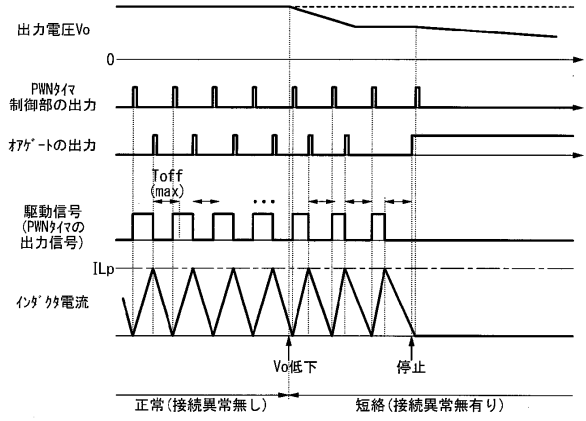 出力電圧Vo
0
PWNﾀｲﾏ
制御部の出力
ｵｱｹﾞｰﾄの出力
Toff
(max)
駆動信号
(PWNﾀｲﾏの
出力信号)
ILp
ｲﾝﾀﾞｸﾀ電流
Vo低下
停止
正常(接続異常無し)
短絡(接続異常無有り)